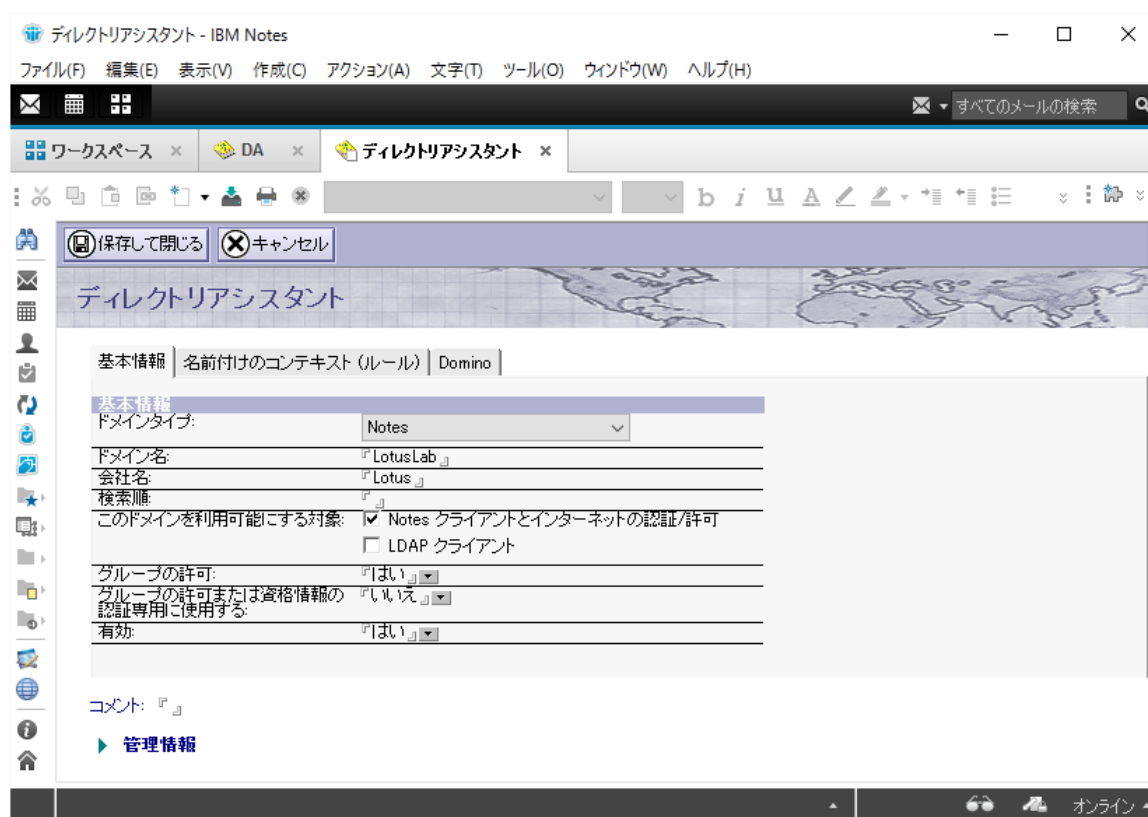 ディレクトリアシスタント - IBM Notes
ファイル(F) 編集(E) 表示(V) 作成(C) アクション(A) 文字(T) ツール(O) ウィンドウ(W) ヘルプ(H)
すべてのメールの検索
ワークスペース DA ディレクトリアシスタント
b i U A
保存して閉じる キャンセル
ディレクトリアシスタント
基本情報 名前付けのコンテキスト (ルール) Domino
基本情報
ドメインタイプ: Notes
ドメイン名: 『LotusLab』
会社名: 『Lotus』
検索順: 『』
このドメインを利用可能にする対象: Notes クライアントとインターネットの認証/許可
LDAP クライアント
グループの許可: 『はい』
グループの許可または資格情報の 『いいえ』
認証専用に使用する:
有効: 『はい』
コメント: 『』
管理情報
オンライン